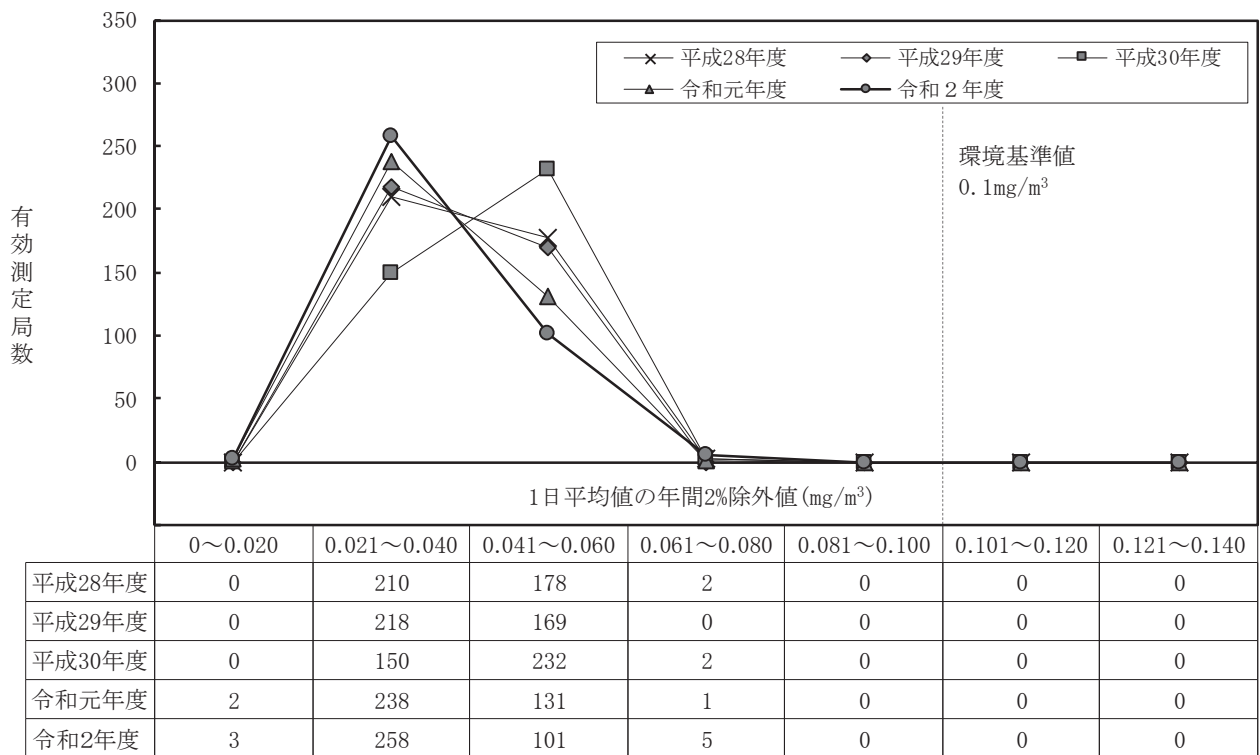 350
300
250
200
150
100
50
0
有効測定局数
平成28年度 平成29年度 平成30年度
令和元年度 令和２年度
環境基準値
0.1mg/m³
1日平均値の年間2%除外値(mg/m³)
0～0.020 0.021～0.040 0.041～0.060 0.061～0.080 0.081～0.100 0.101～0.120 0.121～0.140
平成28年度 0 210 178 2 0 0 0
平成29年度 0 218 169 0 0 0 0
平成30年度 0 150 232 2 0 0 0
令和元年度 2 238 131 1 0 0 0
令和2年度 3 258 101 5 0 0 0